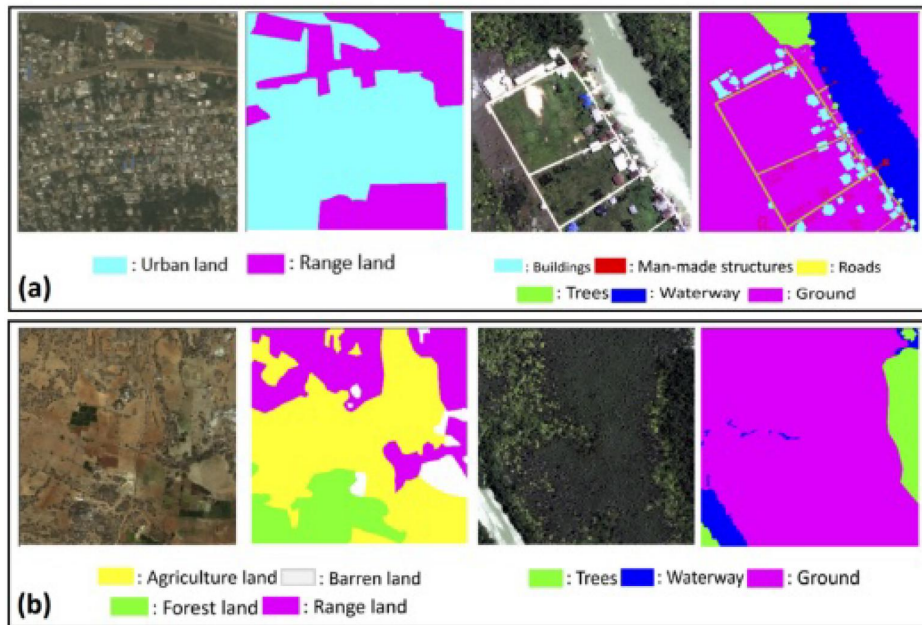 : Urban land : Range land
: Buildings : Man-made structures : Roads
: Trees : Waterway : Ground
(a)
: Agriculture land : Barren land
: Forest land : Range land
: Trees : Waterway : Ground
(b)